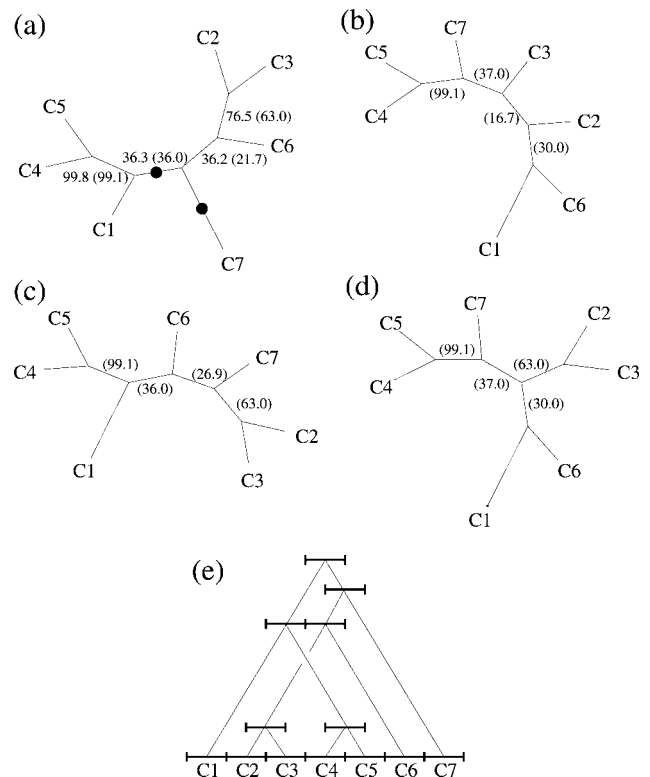 (a)
C2
C3
C5
76.5 (63.0)
C6
36.3 (36.0)
36.2 (21.7)
C4
99.8 (99.1)
C1
C7
(b)
C7
C5
C3
(37.0)
(99.1)
C4
(16.7)
C2
(30.0)
C6
C1
(c)
C5
C6
C7
(99.1)
(26.9)
C4
(36.0)
(63.0)
C2
C1
C3
(d)
C7
C2
C5
(99.1)
(63.0)
C3
C4
(37.0)
(30.0)
C6
C1
(e)
C1 C2 C3 C4 C5 C6 C7